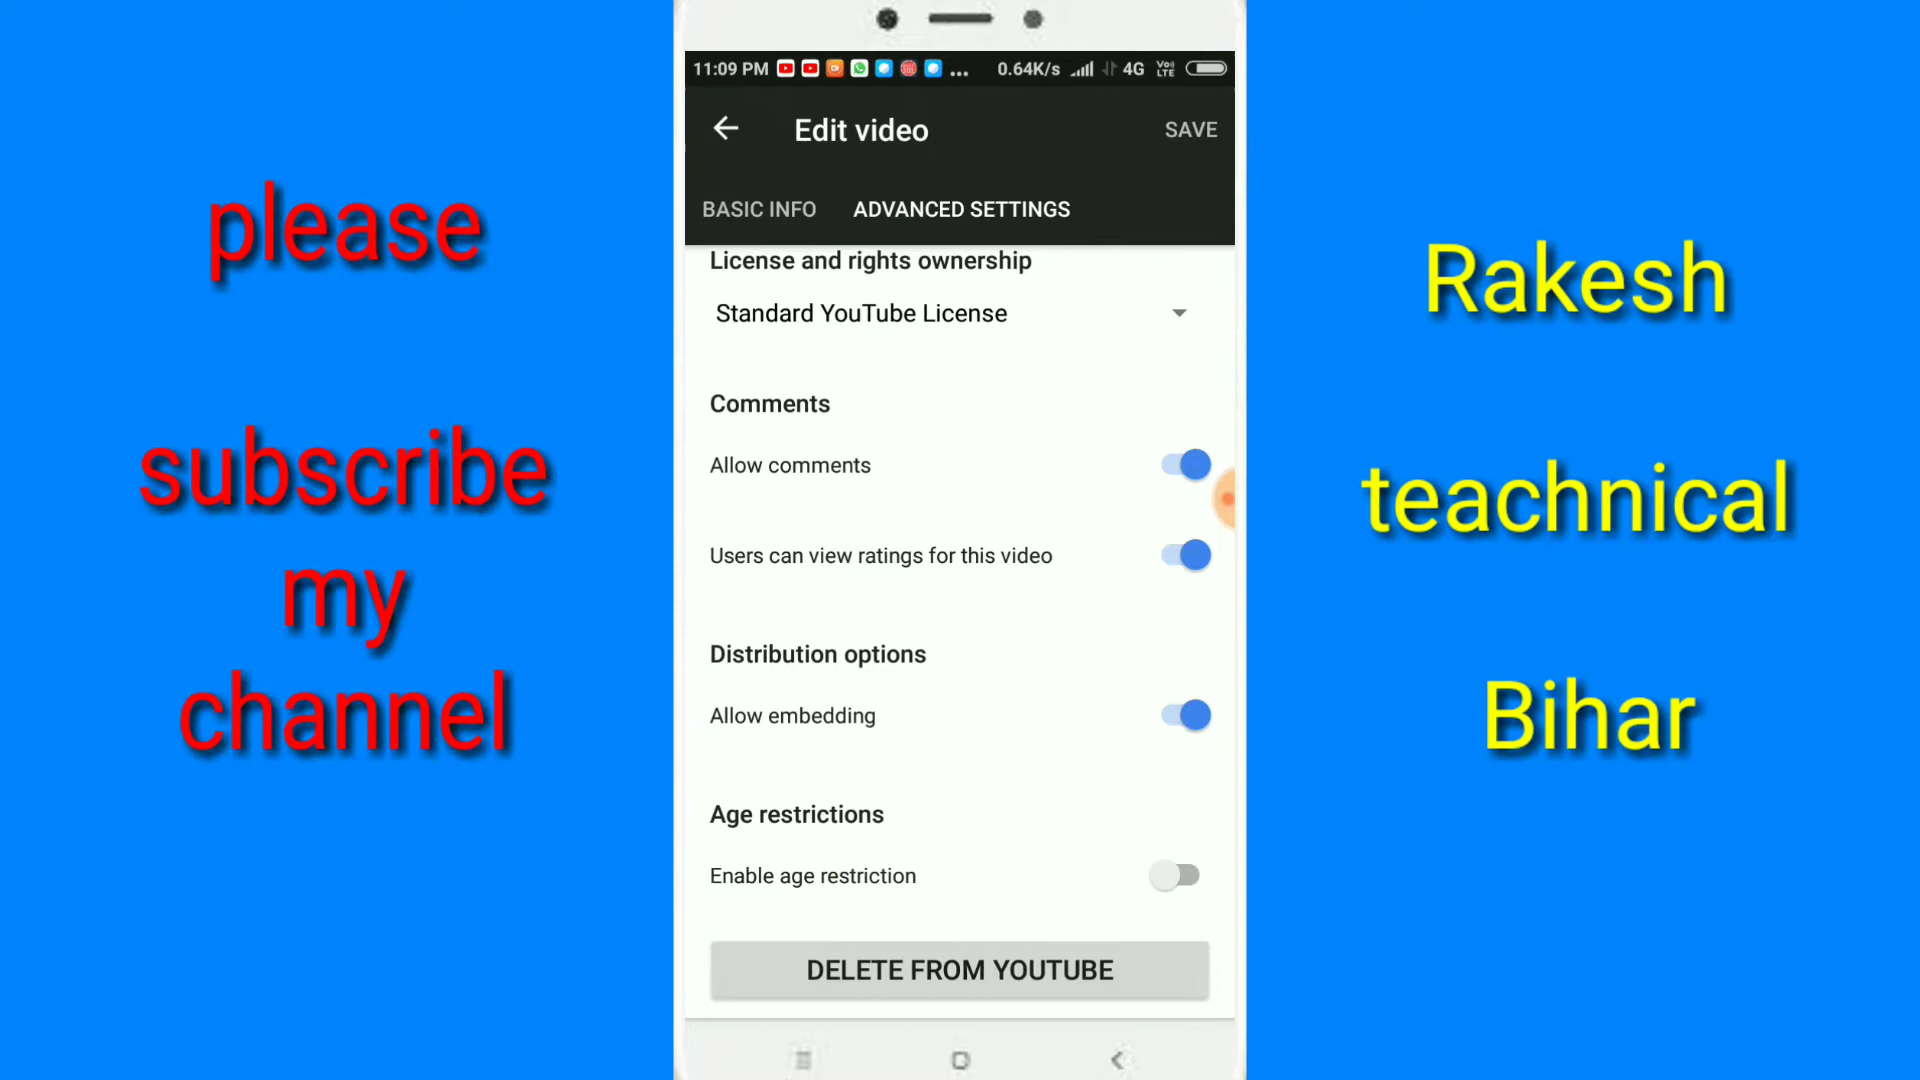 please
subscribe
my
channel
11:09 PM ... 0.64K/s 4G VoLTE
Edit video SAVE
BASIC INFO ADVANCED SETTINGS
License and rights ownership
Standard YouTube License
Comments
Allow comments
Users can view ratings for this video
Distribution options
Allow embedding
Age restrictions
Enable age restriction
DELETE FROM YOUTUBE
Rakesh
teachnical
Bihar